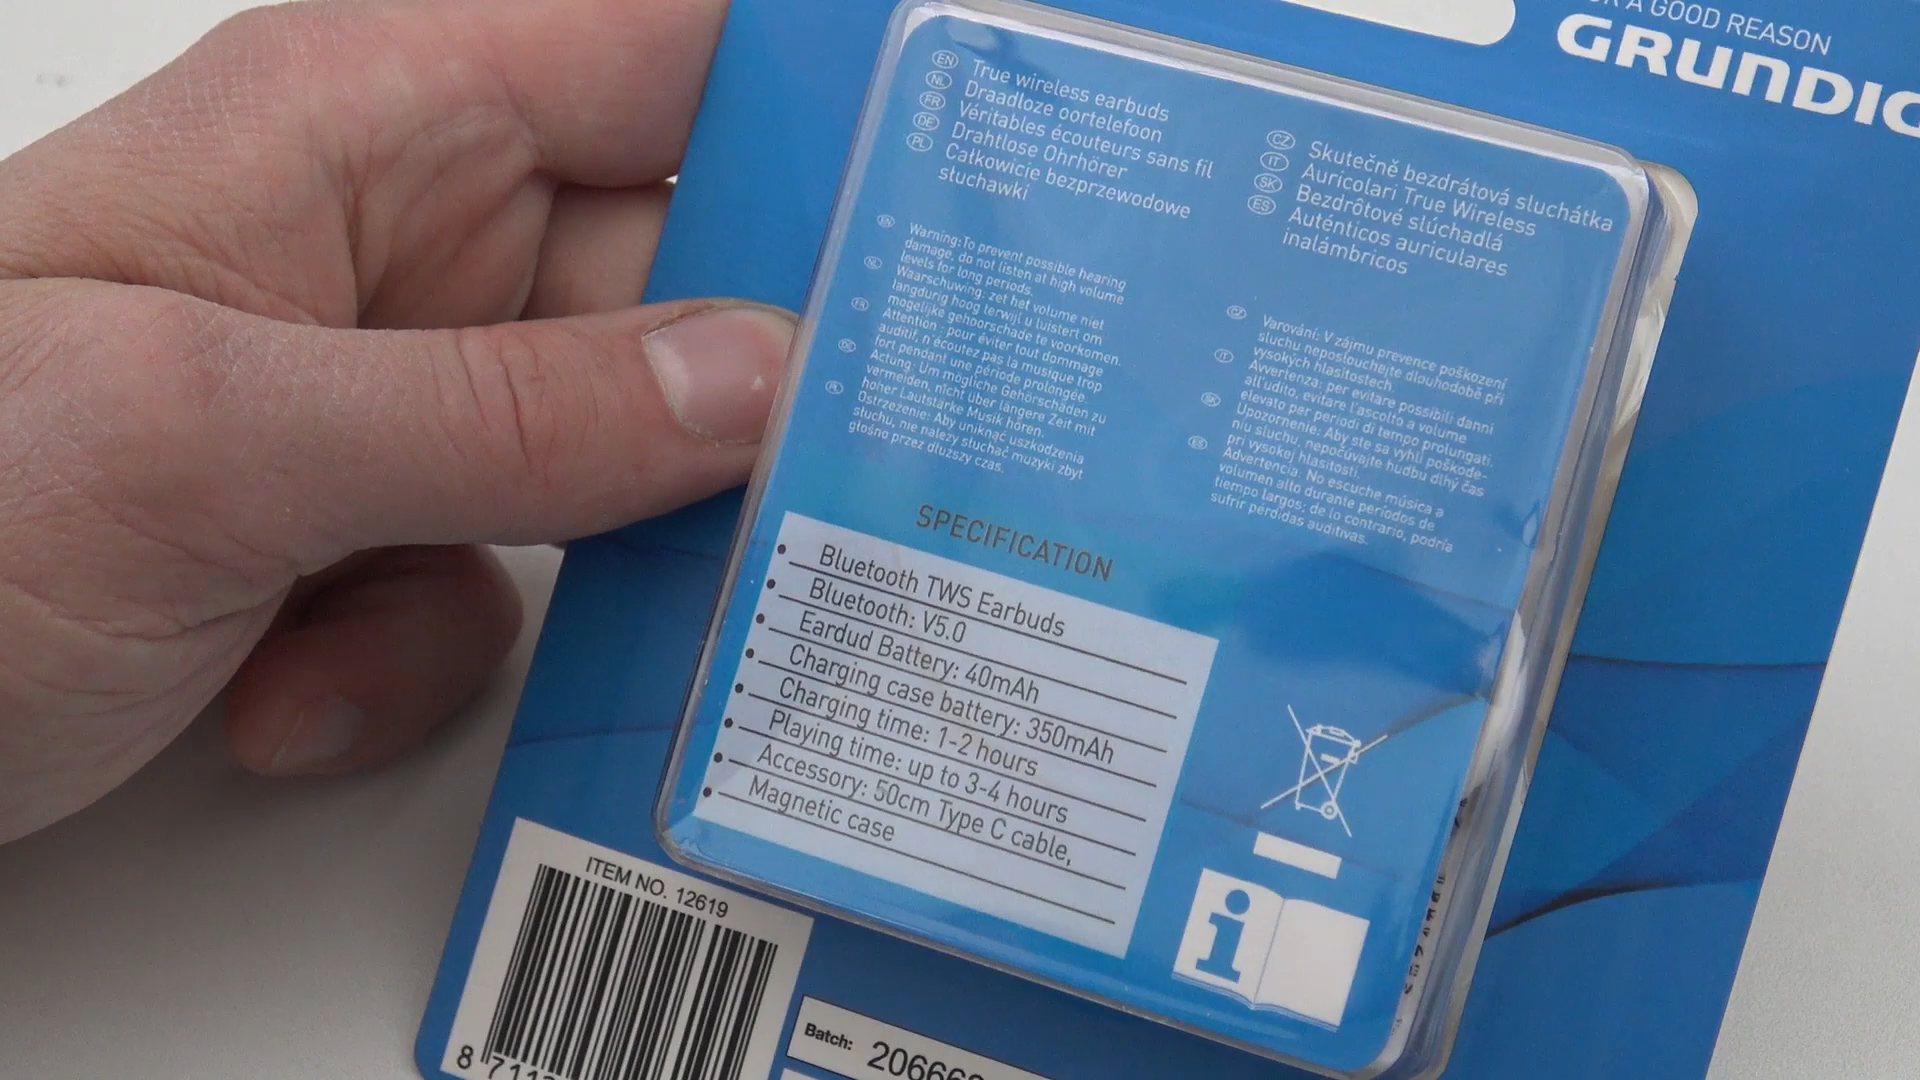 A GOOD REASON
GRUNDIG
EN True wireless earbuds
NL Draadloze oortelefoon
FR Véritables écouteurs sans fil
DE Drahtlose Ohrhörer
PL Całkowicie bezprzewodowe
słuchawki
CZ Skutečně bezdrátová sluchátka
IT Auricolari True Wireless
SK Bezdrôtové slúchadlá
ES Auténticos auriculares
inalámbricos
EN Warning: To prevent possible hearing
damage, do not listen at high volume
levels for long periods.
NL Waarschuwing: zet het volume niet
langdurig hoog terwijl u luistert om
mogelijke gehoorschade te voorkomen.
FR Attention : pour éviter tout dommage
auditif, n'écoutez pas la musique trop
fort pendant une période prolongée.
DE Actung: Um mögliche Gehörschäden zu
vermeiden, nicht über längere Zeit mit
hoher Lautstärke Musik hören.
PL Ostrzeżenie: Aby uniknąć uszkodzenia
słuchu, nie należy słuchać muzyki zbyt
głośno przez dłuższy czas.
CZ Varování: V zájmu prevence poškození
sluchu neposlouchejte dlouhodobě při
vysokých hlasitostech.
IT Avvertenza: per evitare possibili danni
all'udito, evitare l'ascolto a volume
elevato per periodi di tempo prolungati.
SK Upozornenie: Aby ste sa vyhli poškode-
niu sluchu, nepočúvajte hudbu dlhý čas
pri vysokej hlasitosti.
ES Advertencia: No escuche música a
volumen alto durante períodos de
tiempo largos; de lo contrario, podría
sufrir pérdidas auditivas.
SPECIFICATION
• Bluetooth TWS Earbuds
• Bluetooth: V5.0
• Eardud Battery: 40mAh
• Charging case battery: 350mAh
• Charging time: 1-2 hours
• Playing time: up to 3-4 hours
• Accessory: 50cm Type C cable,
• Magnetic case
i
ITEM NO. 12619
8 711
Batch: 20666